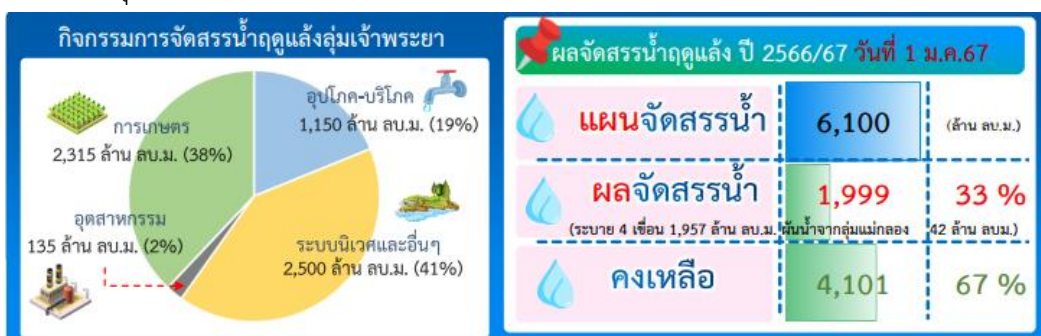 กิจกรรมการจัดสรรน้ำฤดูแล้งลุ่มเจ้าพระยา
อุปโภค-บริโภค
1,150 ล้าน ลบ.ม. (19%)
การเกษตร
2,315 ล้าน ลบ.ม. (38%)
อุตสาหกรรม
135 ล้าน ลบ.ม. (2%)
ระบบนิเวศและอื่นๆ
2,500 ล้าน ลบ.ม. (41%)
ผลจัดสรรน้ำฤดูแล้ง ปี 2566/67 วันที่ 1 ม.ค.67
แผนจัดสรรน้ำ 6,100 (ล้าน ลบ.ม.)
ผลจัดสรรน้ำ 1,999 33 %
(ระบาย 4 เขื่อน 1,957 ล้าน ลบ.ม. ผันน้ำจากลุ่มแม่กลอง 42 ล้าน ลบม.)
คงเหลือ 4,101 67 %